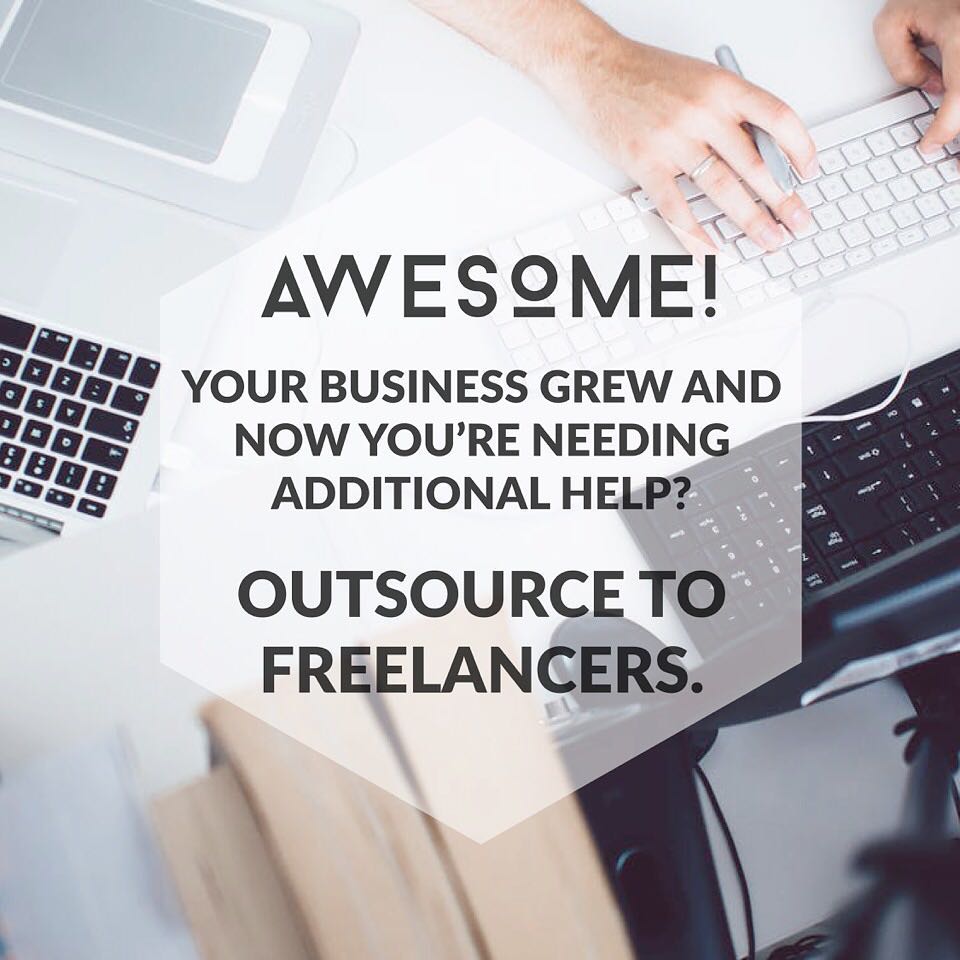 AWESOME!
YOUR BUSINESS GREW AND
NOW YOU’RE NEEDING
ADDITIONAL HELP?
OUTSOURCE TO
FREELANCERS.